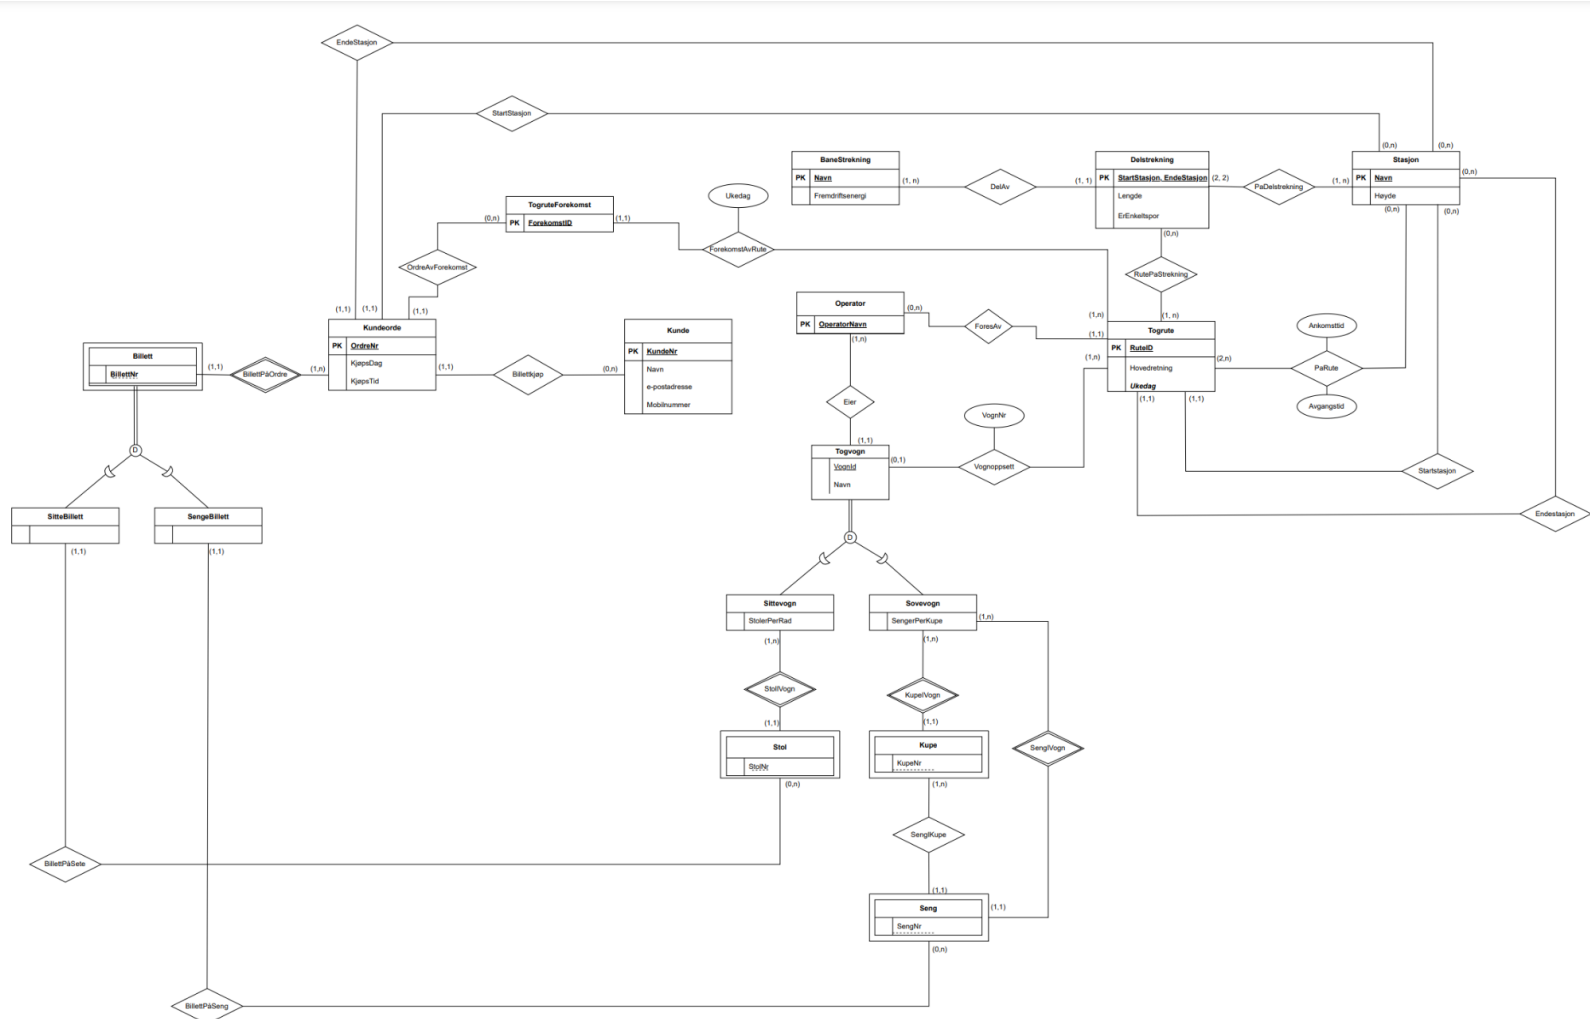 EndeStasjon
StartStasjon
(0,n)
(0,n)
BaneStrekning
PK Navn
Fremdriftsenergi
(1, n)
DelAv
(1, 1)
Delstrekning
PK StartStasjon, EndeStasjon
Lengde
ErEnkeltspor
(2, 2)
PaDelstrekning
(1, n)
Stasjon
PK Navn
Høyde
(0,n)
(0,n)
(0,n)
(0,n)
Ukedag
TogruteForekomst
PK ForekomstID
(0,n)
(1,1)
ForekomstAvRute
OrdreAvForekomst
RutePaStrekning
(1,1)
(1,1)
(1,1)
Operator
PK OperatorNavn
(0,n)
(1,n)
ForesAv
(1,n)
(1, n)
(1,1)
(1,n)
Togrute
PK RuteID
Hovedretning
Ukedag
(2,n)
(1,1)
(1,1)
Ankomsttid
PaRute
Avgangstid
Kundeorde
PK OrdreNr
KjøpsDag
KjøpsTid
Kunde
PK KundeNr
Navn
e-postadresse
Mobilnummer
Billett
BillettNr
(1,1)
BillettPåOrdre
(1,n)
(1,1)
Billettkjøp
(0,n)
Eier
(1,1)
VognNr
Togvogn
VognId
Navn
(0,1)
Vognoppsett
Startstasjon
Endestasjon
D
SitteBillett
SengeBillett
(1,1)
(1,1)
D
Sittevogn
StolerPerRad
(1,n)
Sovevogn
SengerPerKupe
(1,n)
(1,n)
StolIVogn
KupeIVogn
(1,1)
(1,1)
Stol
StolNr
(0,n)
Kupe
KupeNr
(1,n)
SengIVogn
SengIKupe
(1,1)
BillettPåSete
Seng
SengNr
(1,1)
(0,n)
BillettPåSeng